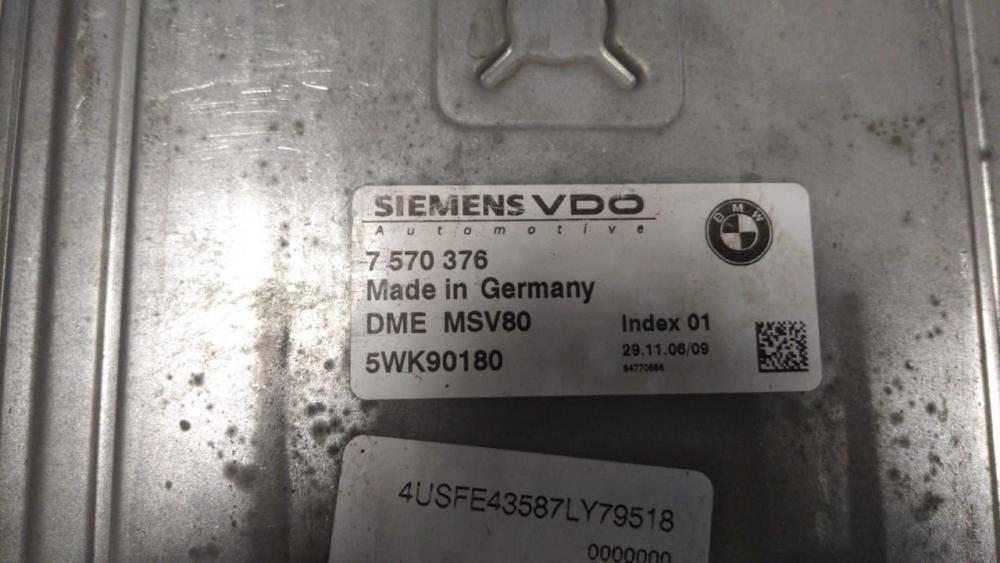 SIEMENS VDO
Automotive
BMW
7 570 376
Made in Germany
DME MSV80
Index 01
5WK90180
29.11.06/09
4USFE43587LY79518
0000000